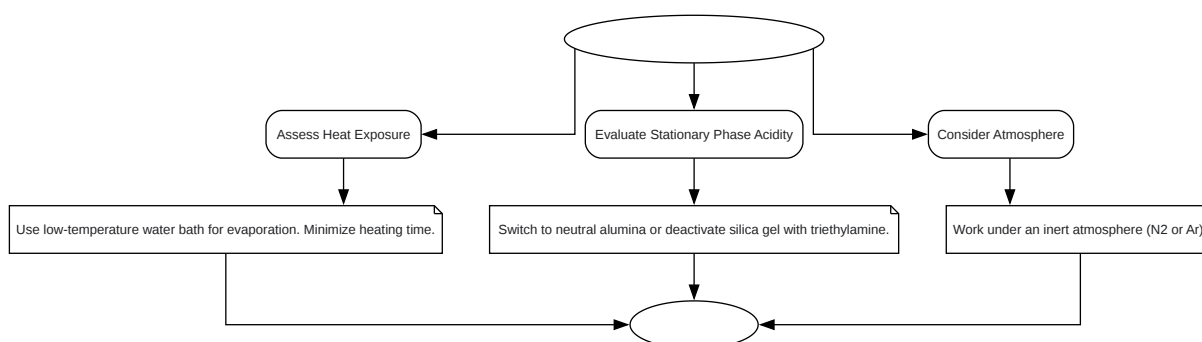 Assess Heat Exposure
Evaluate Stationary Phase Acidity
Consider Atmosphere
Use low-temperature water bath for evaporation. Minimize heating time.
Switch to neutral alumina or deactivate silica gel with triethylamine.
Work under an inert atmosphere (N2 or Ar)